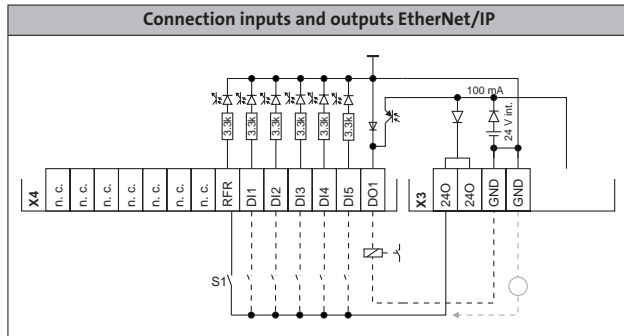 Connection inputs and outputs EtherNet/IP
100 mA
3.3k
3.3k
3.3k
3.3k
3.3k
3.3k
24 V int.
X4
n. c.
n. c.
n. c.
n. c.
n. c.
n. c.
n. c.
RFR
DI1
DI2
DI3
DI4
DI5
DO1
X3
24O
24O
GND
GND
S1